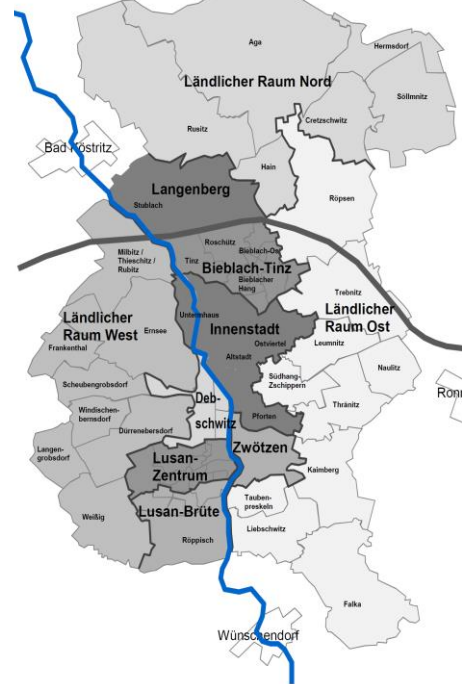 Aga
Hermsdorf
Ländlicher Raum Nord
Söllmnitz
Cretzschwitz
Rusitz
Bad Köstritz
Hain
Langenberg
Röpsen
Stublach
Roschütz
Milbitz /
Thieschitz /
Rubitz
Tinz
Bieblach-Ost
Bieblach-Tinz
Bieblacher
Hang
Trebnitz
Ländlicher
Raum West
Unterm­haus
Innenstadt
Ländlicher
Raum Ost
Ernsee
Ostviertel
Leumnitz
Frankenthal
Altstadt
Naulitz
Südhang-
Zschippern
Scheubengrobsdorf
Thränitz
Ronn
Deb-
schwitz
Windischen-
bernsdorf
Pforten
Dürrenebersdorf
Langen-
grobsdorf
Zwötzen
Lusan-
Zentrum
Kaimberg
Tauben-
preskeln
Lusan-Brüte
Weißig
Liebschwitz
Röppisch
Falka
Wünschendorf